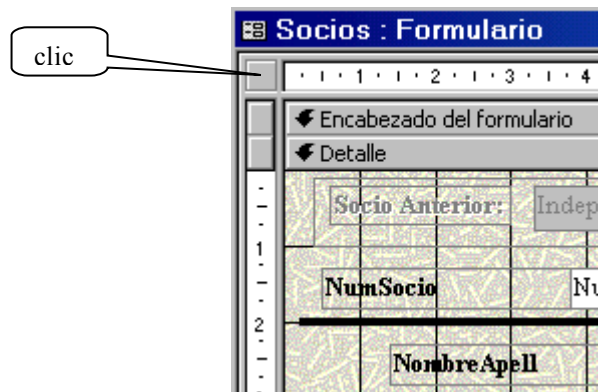 Socios : Formulario
clic
1 2 3 4
Encabezado del formulario
Detalle
Socio Anterior: Indep
1
NumSocio Nu
2
NombreApell